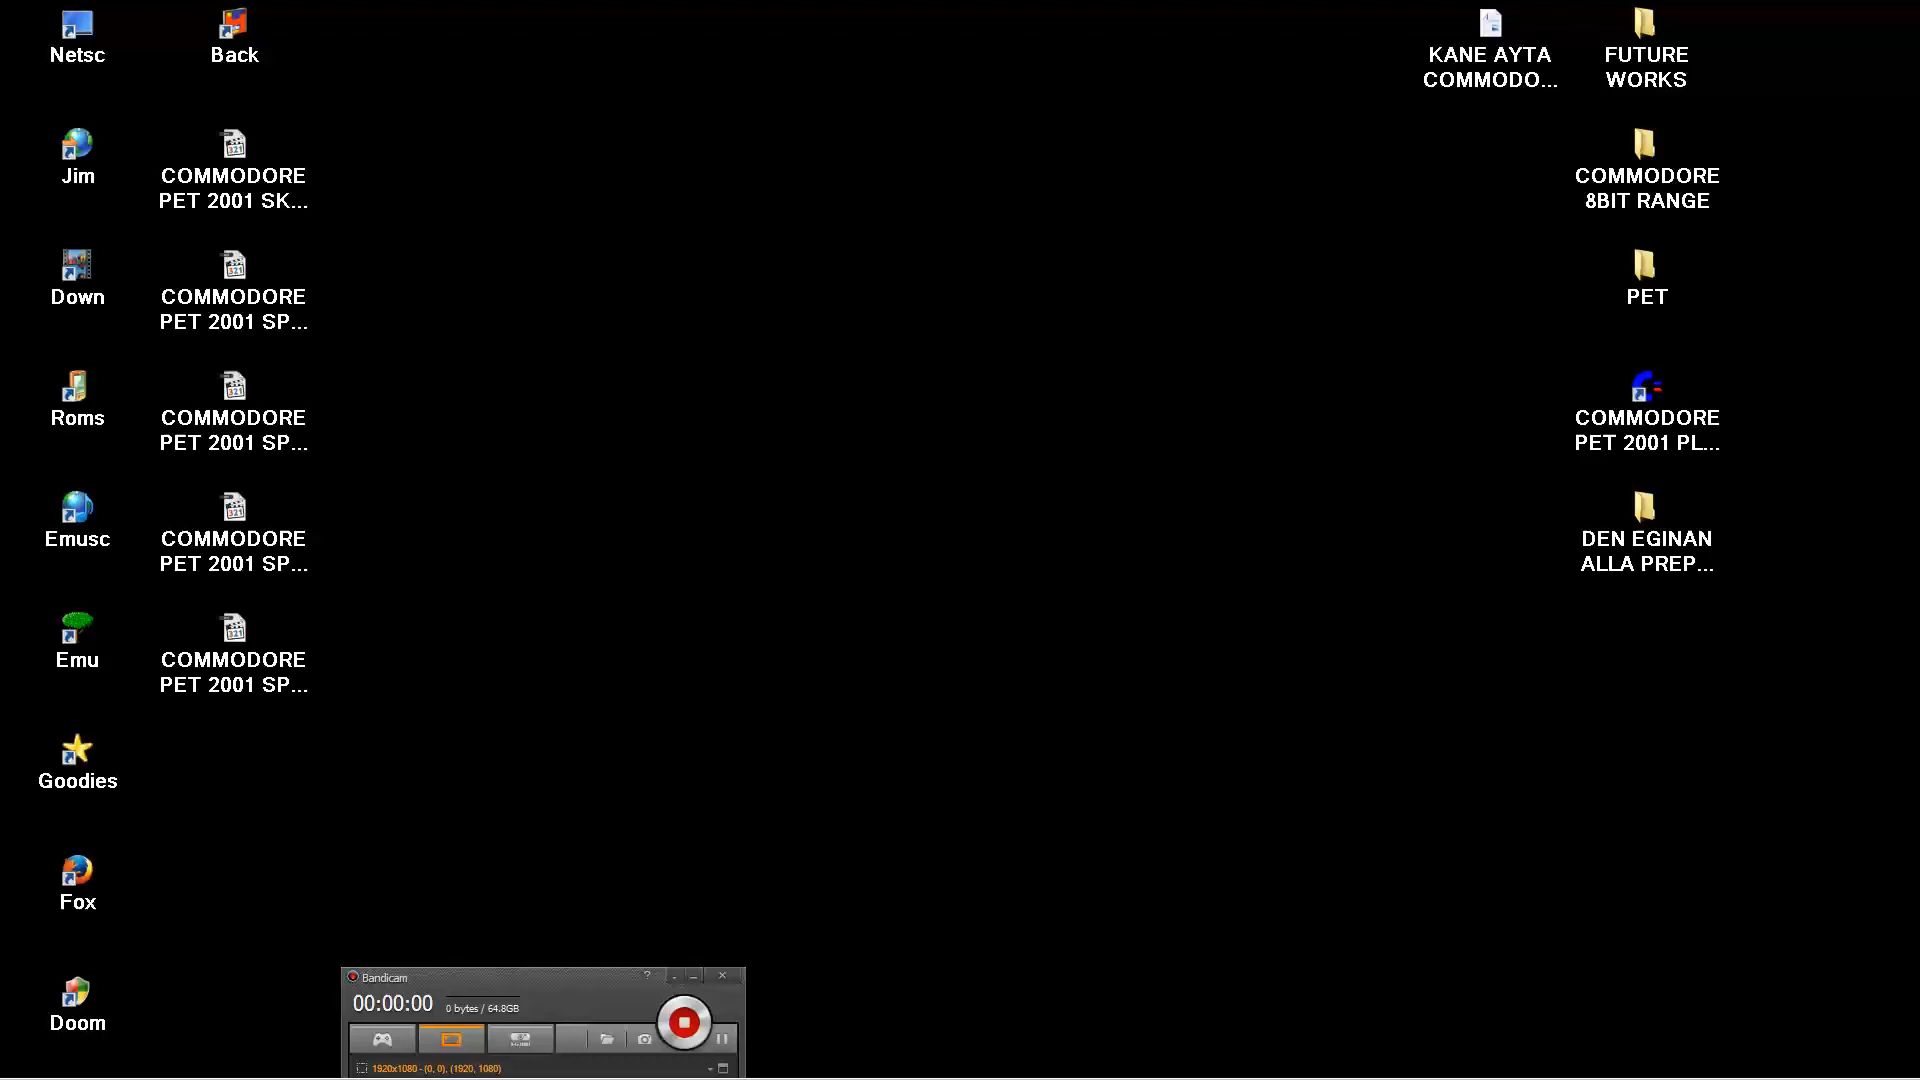 Netsc
Back
KANE AYTA
COMMODO...
FUTURE
WORKS
Jim
COMMODORE
PET 2001 SK...
COMMODORE
8BIT RANGE
Down
COMMODORE
PET 2001 SP...
PET
Roms
COMMODORE
PET 2001 SP...
COMMODORE
PET 2001 PL...
Emusc
COMMODORE
PET 2001 SP...
DEN EGINAN
ALLA PREP...
Emu
COMMODORE
PET 2001 SP...
Goodies
Fox
Doom
Bandicam
00:00:00
0 bytes / 64.8GB
1920x1080 - (0, 0), (1920, 1080)